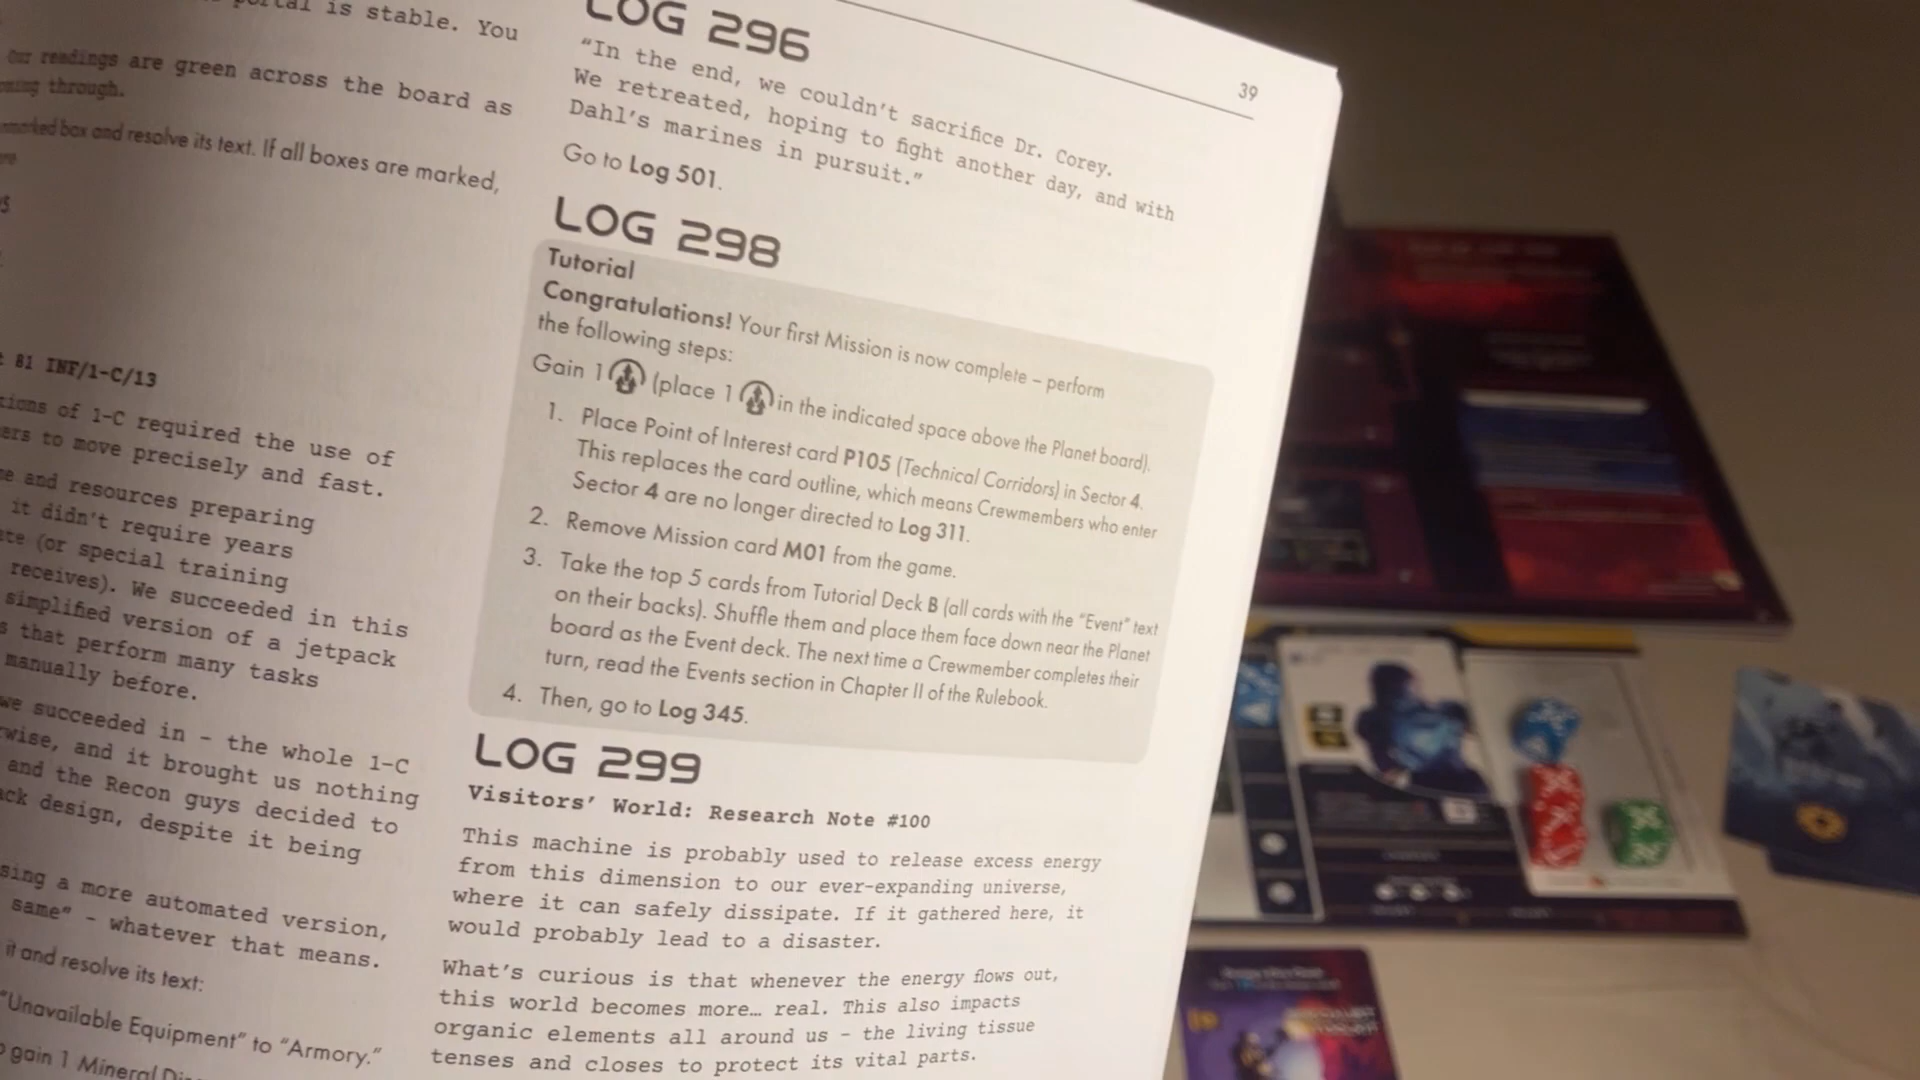 portal is stable. You
our readings are green across the board as
coming through.
unmarked box and resolve its text. If all boxes are marked,
B1 INF/1-C/13
of 1-C required the use of
to move precisely and fast.
and resources preparing
it didn't require years
(or special training
receives). We succeeded in this
simplified version of a jetpack
that perform many tasks
manually before.
we succeeded in – the whole 1-C
and it brought us nothing
and the Recon guys decided to
design, despite it being
a more automated version,
same" – whatever that means.
it and resolve its text:
"Unavailable Equipment" to "Armory."
gain 1 Mineral
39
LOG 296
"In the end, we couldn't sacrifice Dr. Corey.
We retreated, hoping to fight another day, and with
Dahl's marines in pursuit."
Go to Log 501.
LOG 298
Tutorial
Congratulations! Your first Mission is now complete – perform
the following steps:
Gain 1 (place 1 in the indicated space above the Planet board).
1. Place Point of Interest card P105 (Technical Corridors) in Sector 4.
This replaces the card outline, which means Crewmembers who enter
Sector 4 are no longer directed to Log 311.
2. Remove Mission card M01 from the game.
3. Take the top 5 cards from Tutorial Deck B (all cards with the "Event" text
on their backs). Shuffle them and place them face down near the Planet
board as the Event deck. The next time a Crewmember completes their
turn, read the Events section in Chapter II of the Rulebook.
4. Then, go to Log 345.
LOG 299
Visitors' World: Research Note #100
This machine is probably used to release excess energy
from this dimension to our ever-expanding universe,
where it can safely dissipate. If it gathered here, it
would probably lead to a disaster.
What's curious is that whenever the energy flows out,
this world becomes more… real. This also impacts
organic elements all around us – the living tissue
tenses and closes to protect its vital parts.